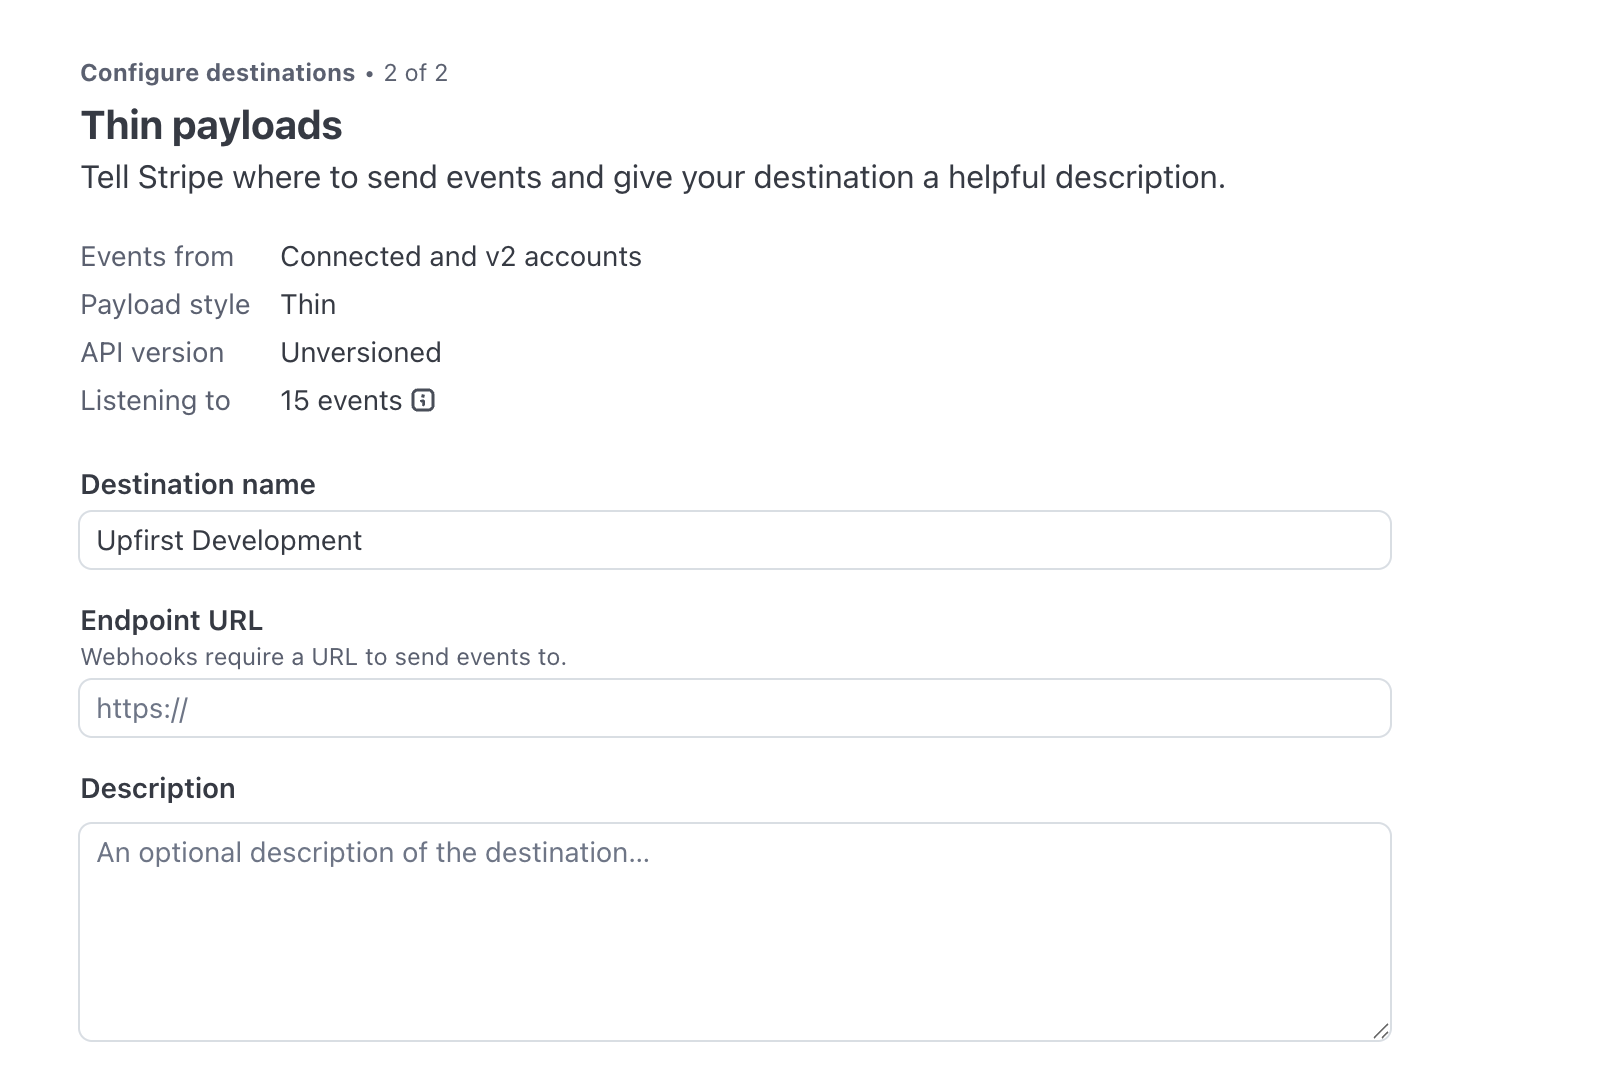 Configure destinations • 2 of 2
Thin payloads
Tell Stripe where to send events and give your destination a helpful description.
Events from Connected and v2 accounts
Payload style Thin
API version Unversioned
Listening to 15 events
Destination name
Upfirst Development
Endpoint URL
Webhooks require a URL to send events to.
https://
Description
An optional description of the destination...